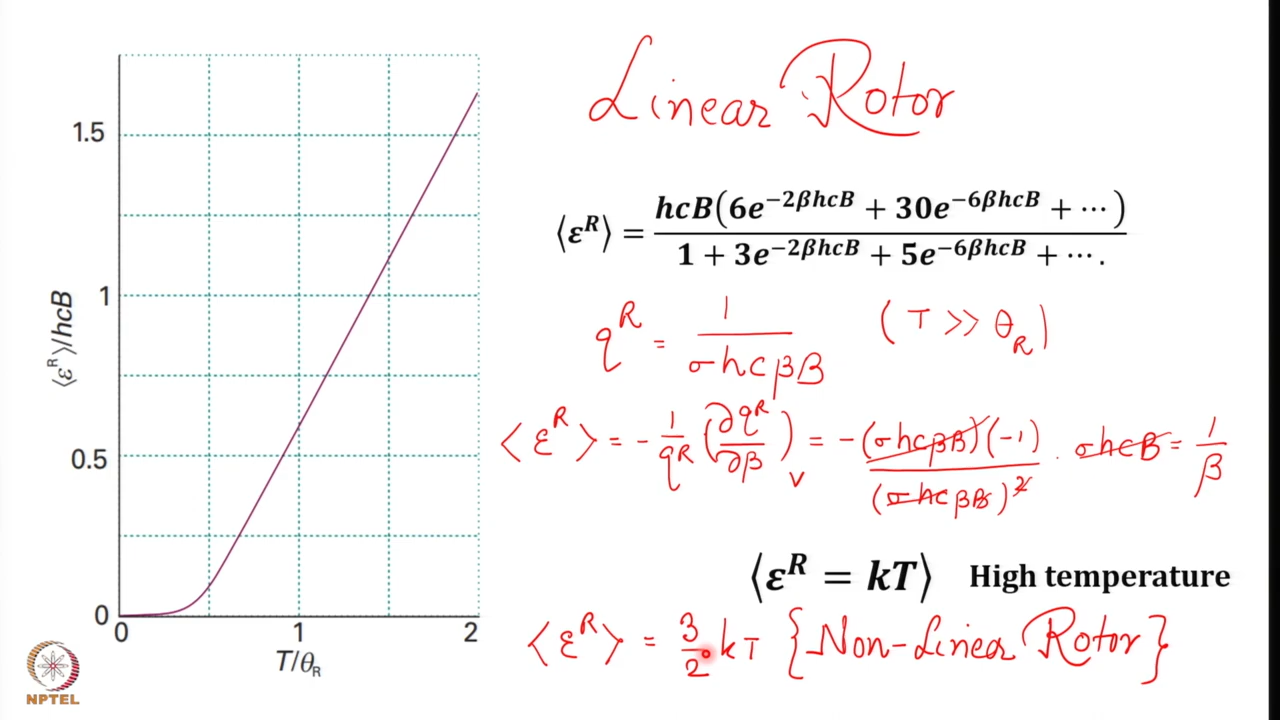 Linear Rotor
⟨ε^R⟩ = hcB(6e^{-2βhcB} + 30e^{-6βhcB} + ⋯) / 1 + 3e^{-2βhcB} + 5e^{-6βhcB} + ⋯.
q^R = 1 / σhcβB (T >> θ_R)
⟨ε^R⟩ = - 1/q^R (∂q^R/∂β)_V = - (σhcβB)(-1) / (σhcβB)^2 . σhcB = 1/β
⟨ε^R = kT⟩ High temperature
⟨ε^R⟩ = 3/2 kT {Non-Linear Rotor}
⟨ε^R⟩/hcB
1.5
1
0.5
0
0 1 2
T/θ_R
NPTEL